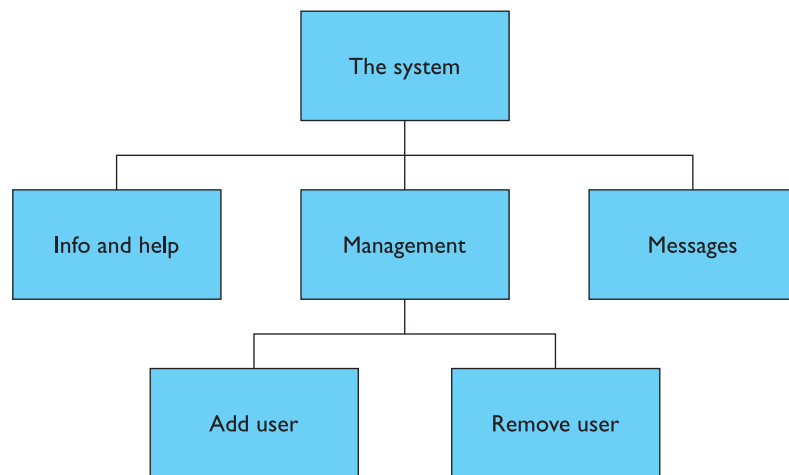 The system
Info and help
Management
Messages
Add user
Remove user